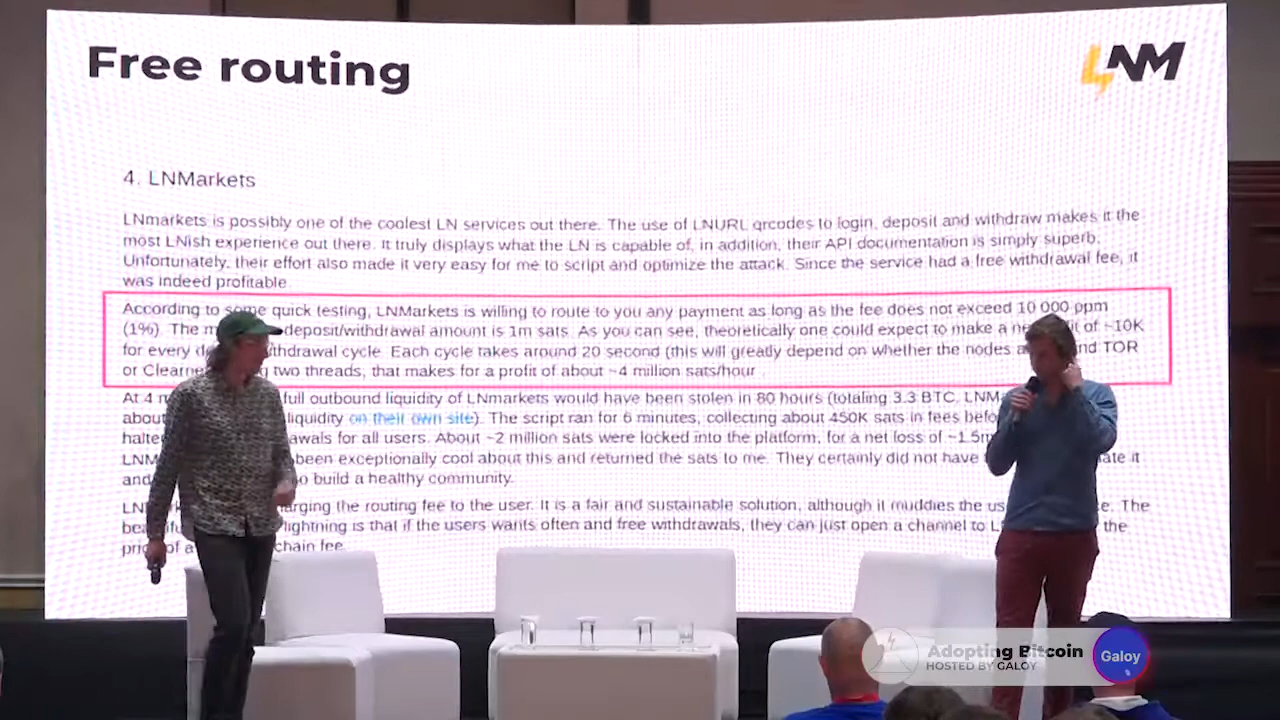 Free routing
LNM
4. LNMarkets
LNmarkets is possibly one of the coolest LN services out there. The use of LNURL qrcodes to login, deposit and withdraw makes it the
most LNish experience out there. It truly displays what the LN is capable of, in addition, their API documentation is simply superb.
Unfortunately, their effort also made it very easy for me to script and optimize the attack. Since the service had a free withdrawal fee, it
was indeed profitable.
According to some quick testing, LNMarkets is willing to route to you any payment as long as the fee does not exceed 10 000 ppm
(1%). The deposit/withdrawal amount is 1m sats. As you can see, theoretically one could expect to make a of ~10K
for every cycle. Each cycle takes around 20 second (this will greatly depend on whether the nodes TOR
or two threads, that makes for a profit of about ~4 million sats/hour
At 4 full outbound liquidity of LNmarkets would have been stolen in 80 hours (totaling 3.3 BTC,
about liquidity on their own site). The script ran for 6 minutes, collecting about 450K sats in fees
for all users. About ~2 million sats were locked into the platform, for a net loss of
been exceptionally cool about this and returned the sats to me. They certainly did not have it
and to build a healthy community.
the routing fee to the user. It is a fair and sustainable solution, although it muddies the The
lightning is that if the users wants often and free withdrawals, they can just open a channel to the
of a fee
Adopting Bitcoin
HOSTED BY GALOY
Galoy